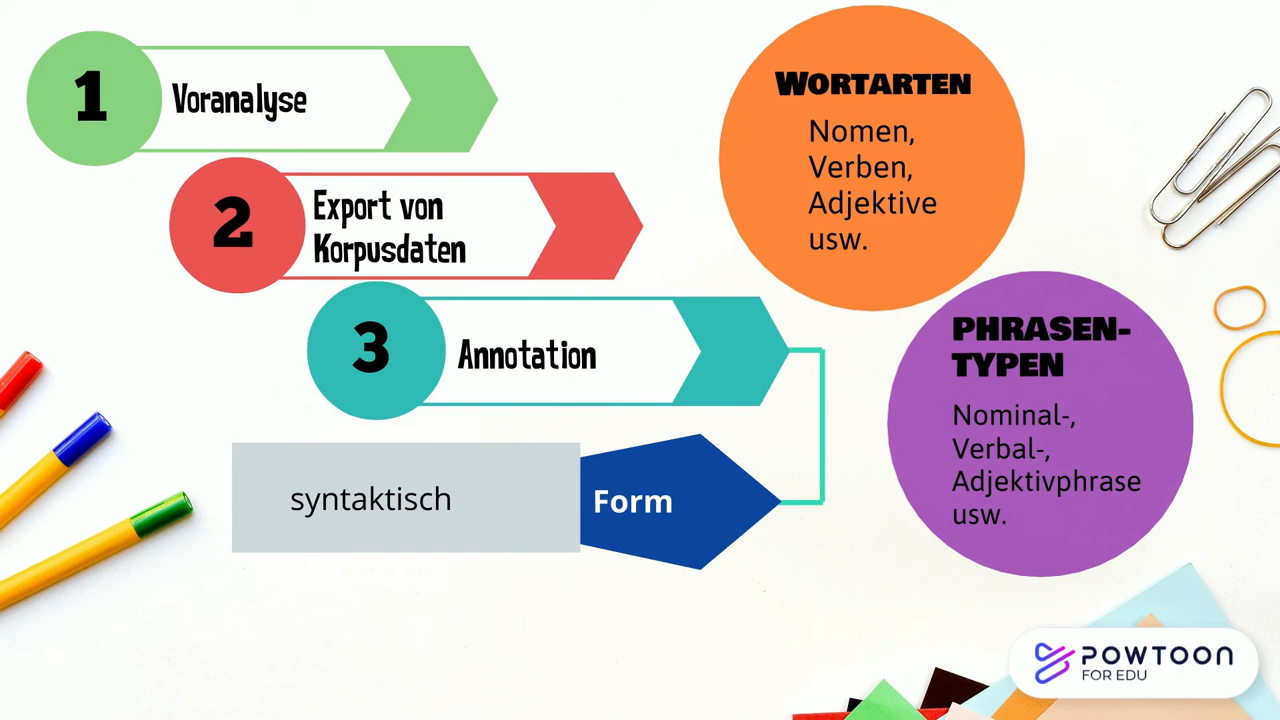 1
Voranalyse
2
Export von
Korpusdaten
3
Annotation
syntaktisch
Form
WORTARTEN
Nomen,
Verben,
Adjektive
usw.
PHRASEN-
TYPEN
Nominal-,
Verbal-,
Adjektivphrase
usw.
POWTOON
FOR EDU